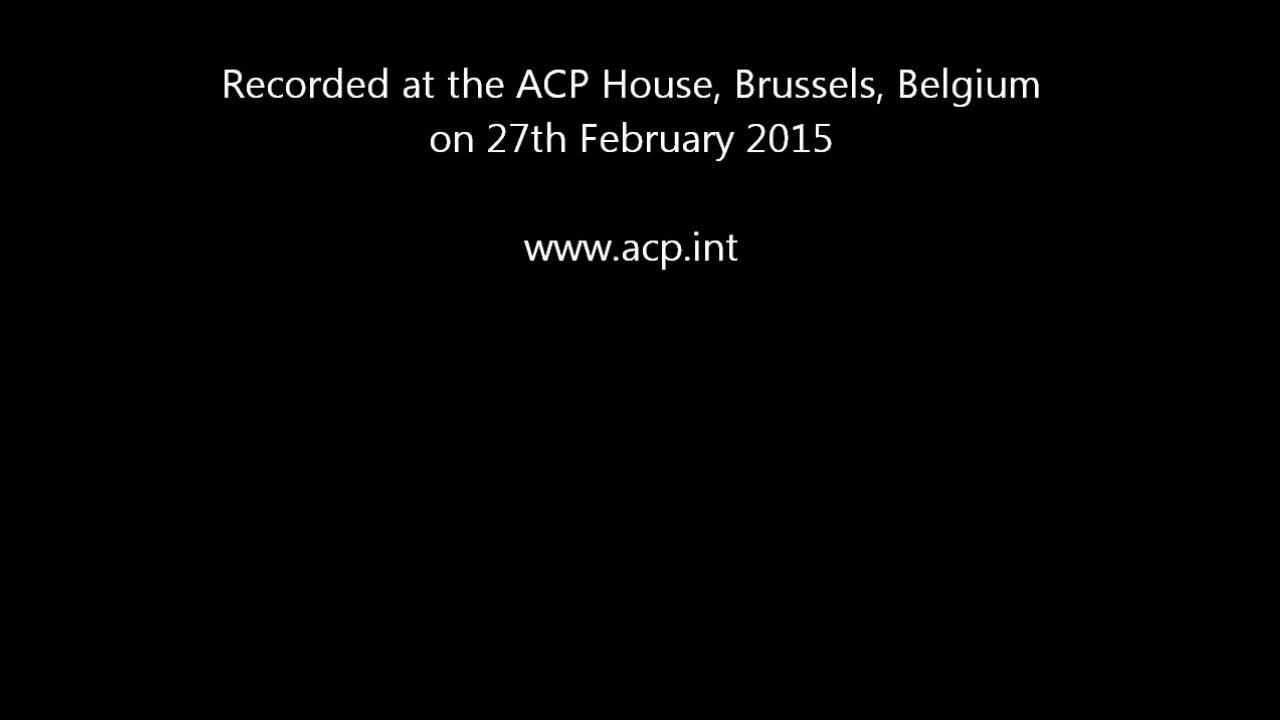 Recorded at the ACP House, Brussels, Belgium
on 27th February 2015
www.acp.int